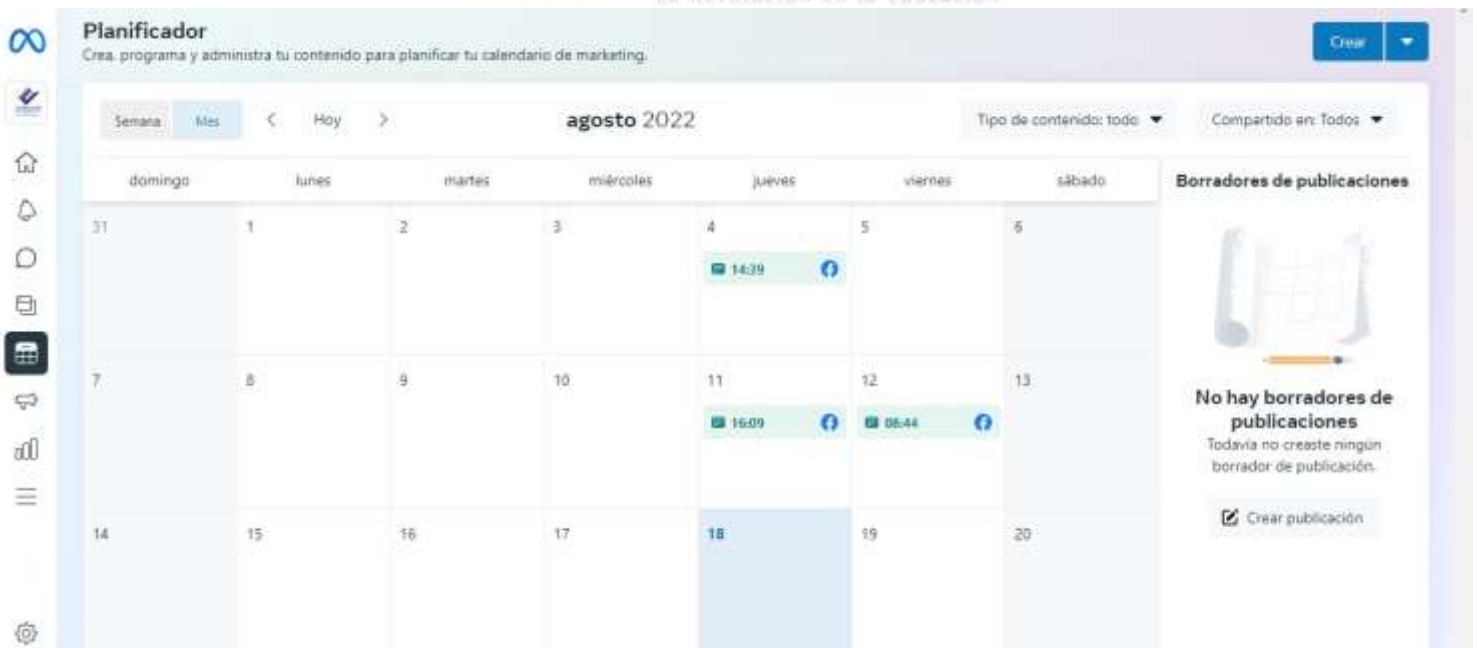 Planificador
Crea, programa y administra tu contenido para planificar tu calendario de marketing.
Crear
Semana Mes Hoy agosto 2022 Tipo de contenido: todo Compartido en: Todos
domingo lunes martes miércoles jueves viernes sábado Borradores de publicaciones
31 1 2 3 4 5 6
14:39
7 8 9 10 11 12 13
No hay borradores de
publicaciones
16:09 08:44
Todavía no creaste ningún
borrador de publicación.
Crear publicación
14 15 16 17 18 19 20